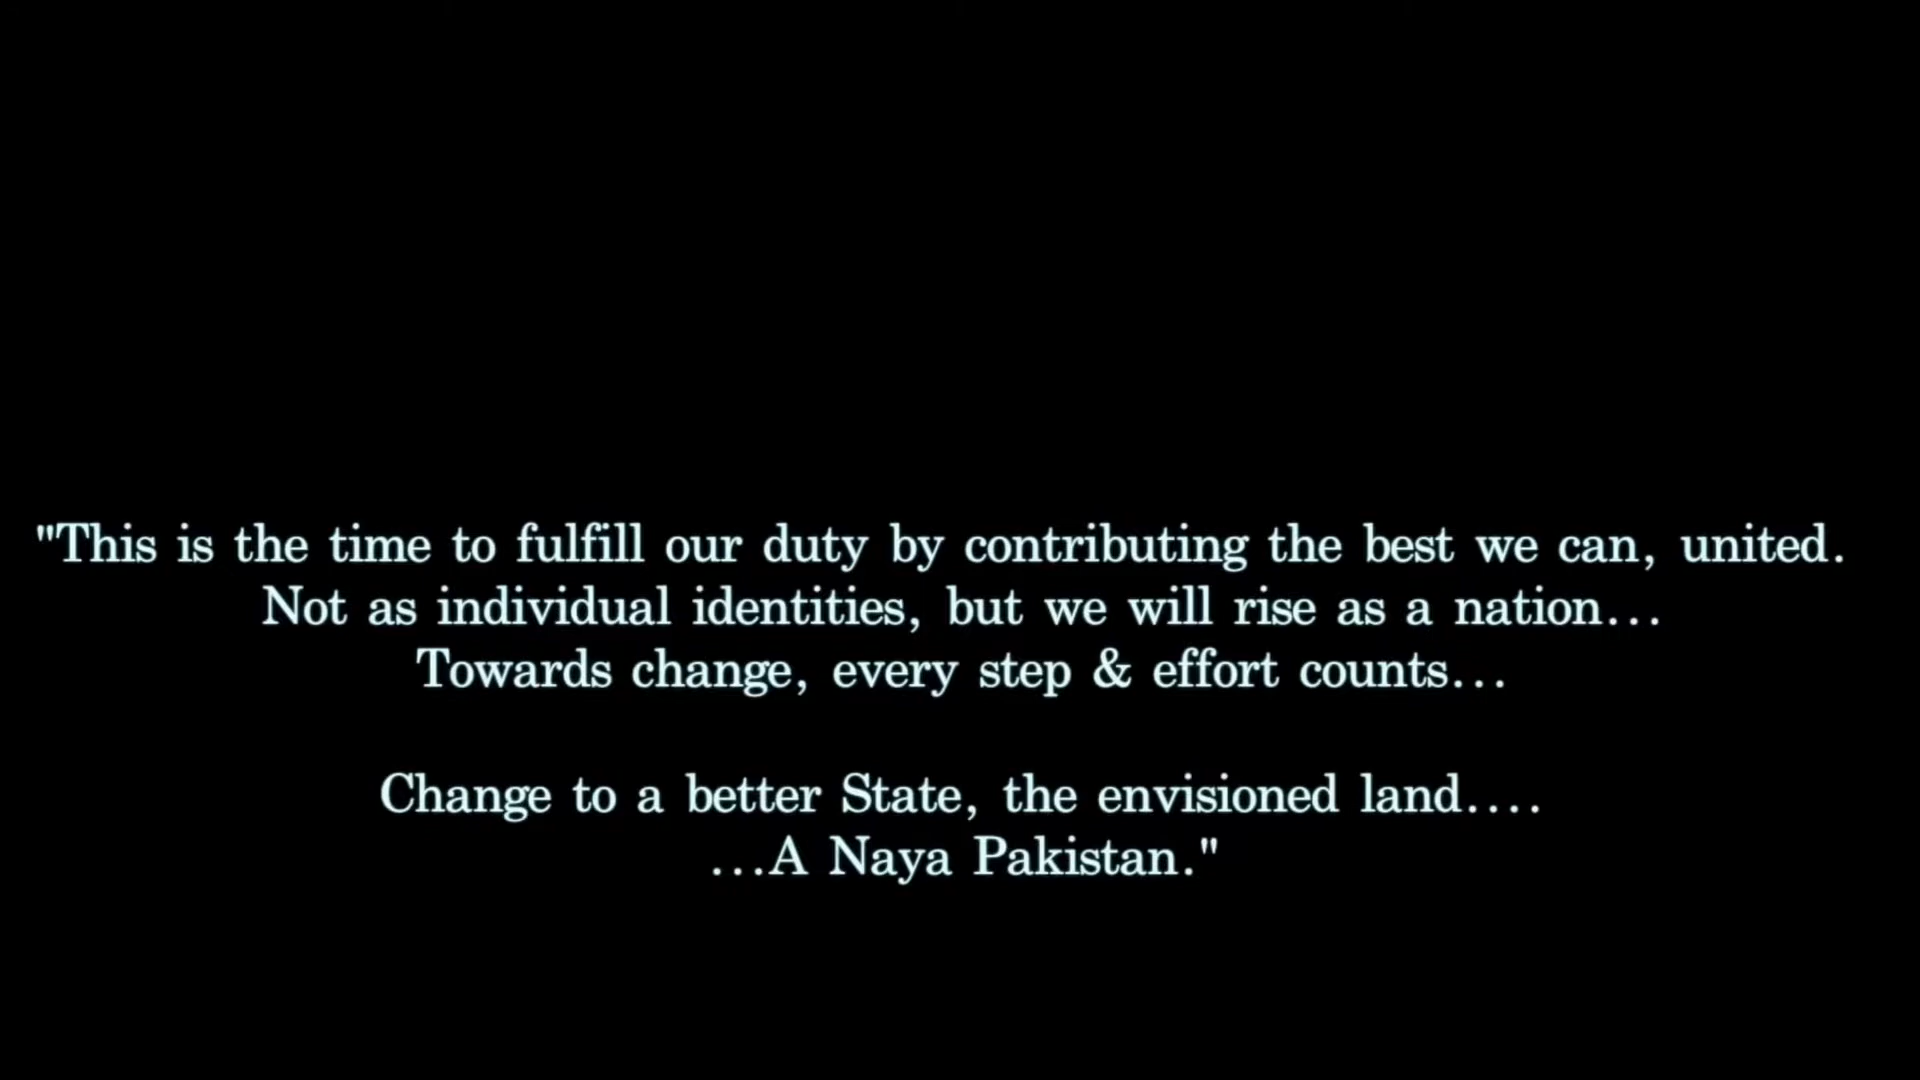 "This is the time to fulfill our duty by contributing the best we can, united.
Not as individual identities, but we will rise as a nation...
Towards change, every step & effort counts...
Change to a better State, the envisioned land....
...A Naya Pakistan."